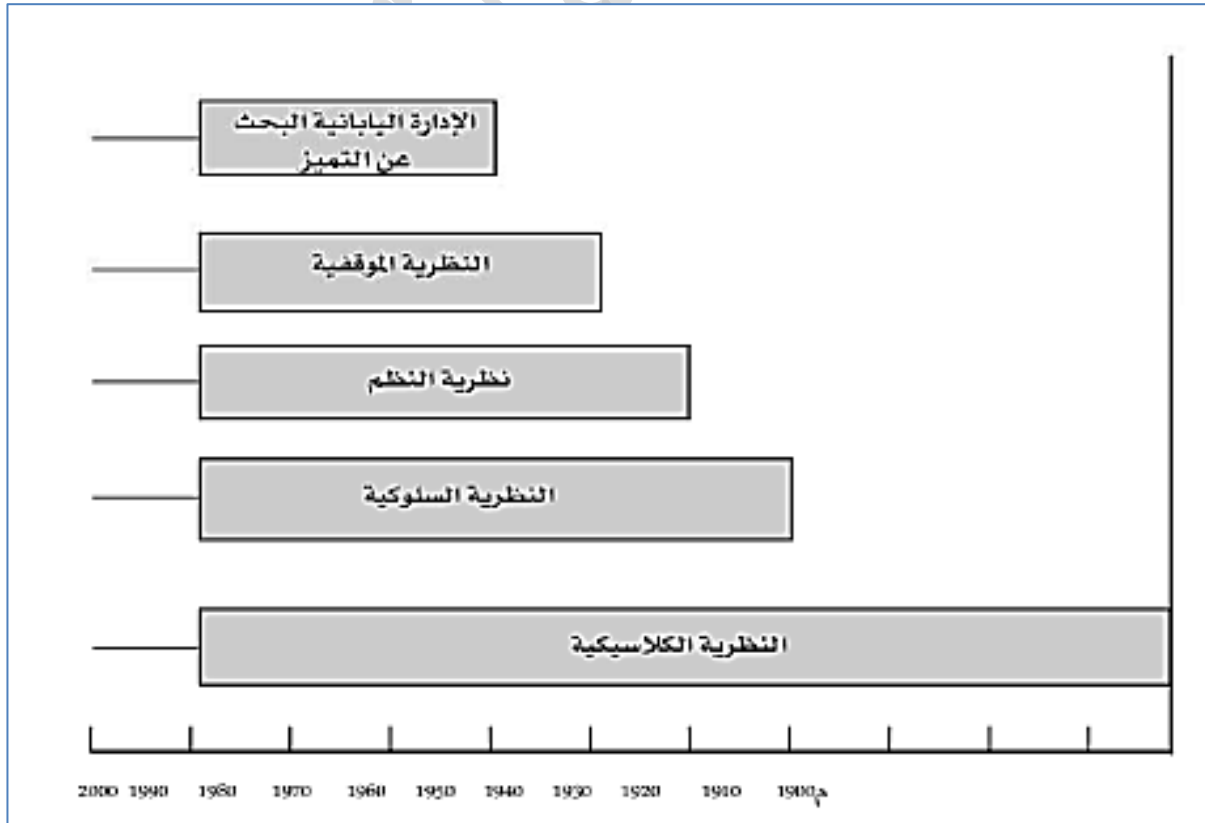 الإدارة اليابانية البحث
عن التميز
النظرية الموقفية
نظرية النظم
النظرية السلوكية
النظرية الكلاسيكية
2000 1990 1980 1970 1960 1950 1940 1930 1920 1910 1900م